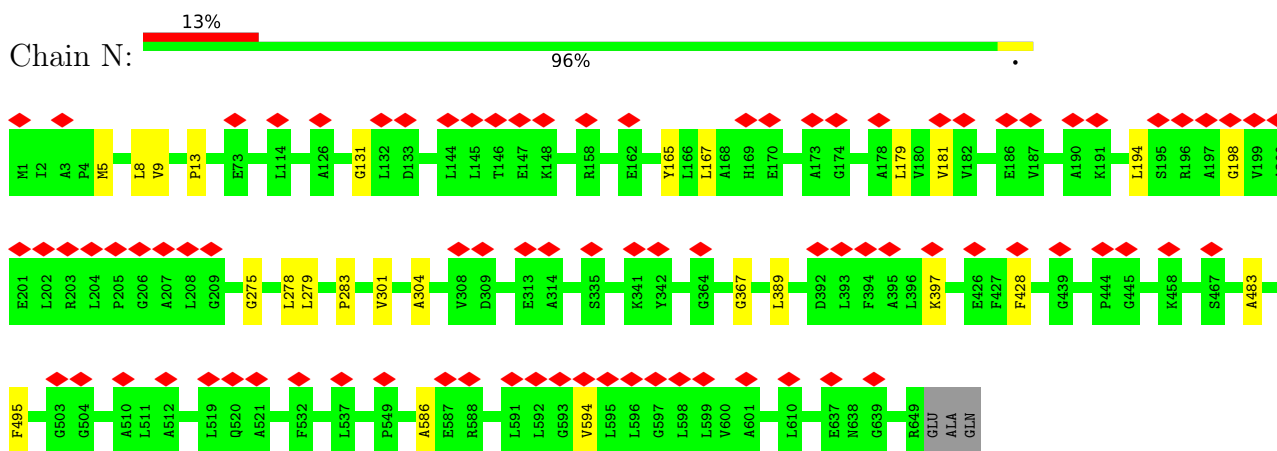 13%
Chain N:
96%
•
M1 I2 A3 P4 M5 L8 V9 P13 E73 L114 A126 G131 L132 D133 L144 L145 T146 E147 K148 R158 E162 Y165 L166 L167 A168 H169 E170 A173 G174 A178 L179 V180 V181 V182 E186 V187 A190 K191 L194 S195 R196 A197 G198 V199
E201 L202 R203 L204 P205 G206 A207 L208 G209 G275 L278 L279 P283 V301 A304 V308 D309 E313 A314 S335 K341 Y342 G364 G367 L389 D392 L393 F394 A395 L396 K397 E426 F427 F428 G439 P444 G445 K458 S467 A483
F495 G503 G504 A510 L511 A512 L519 Q520 A521 F532 L537 P549 A586 E587 R588 L591 L592 G593 V594 L595 L596 G597 L598 L599 V600 A601 L610 E637 N638 G639 R649 GLU ALA GLN